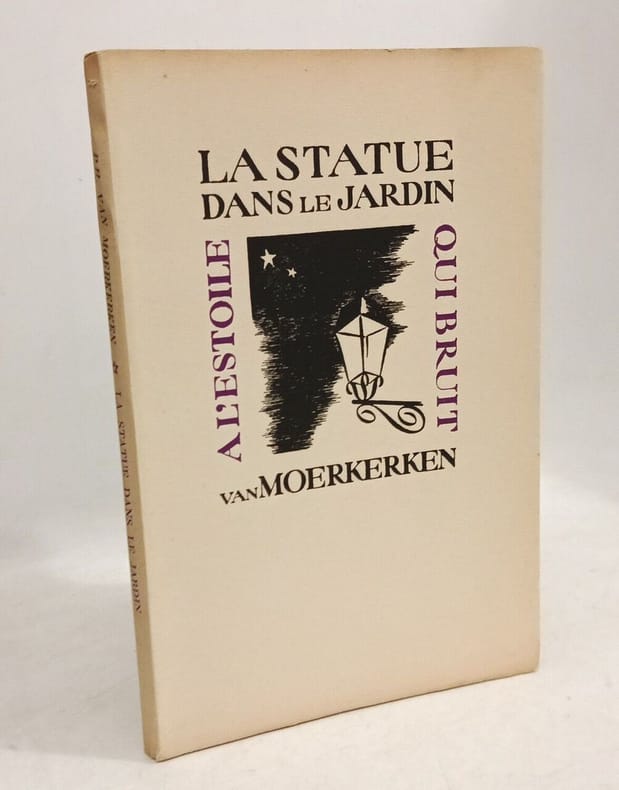 LA STATUE
DANS LE JARDIN
A L'ESTOILE
QUI BRUIT
VAN MOERKERKEN
P.H. VAN MOERKERKEN ★ LA STATUE DANS LE JARDIN